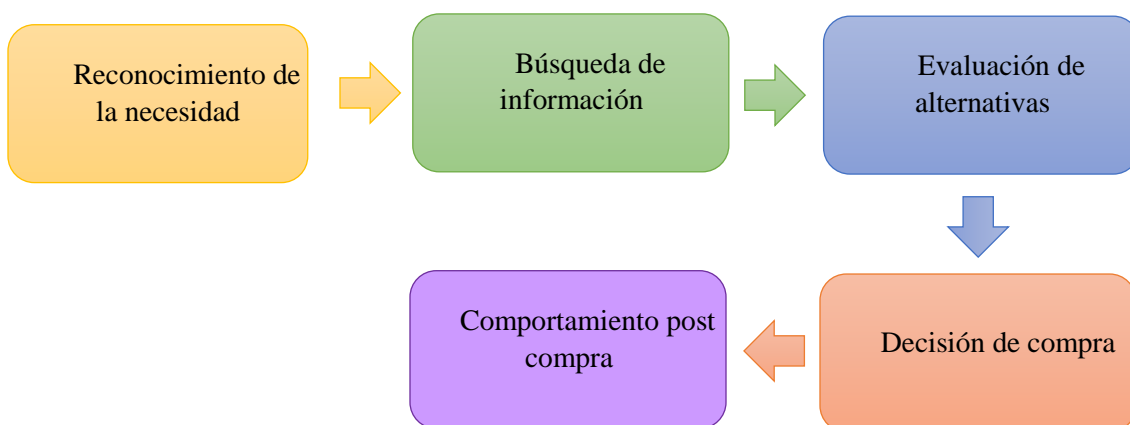 Reconocimiento de
la necesidad
Búsqueda de
información
Evaluación de
alternativas
Decisión de compra
Comportamiento post
compra